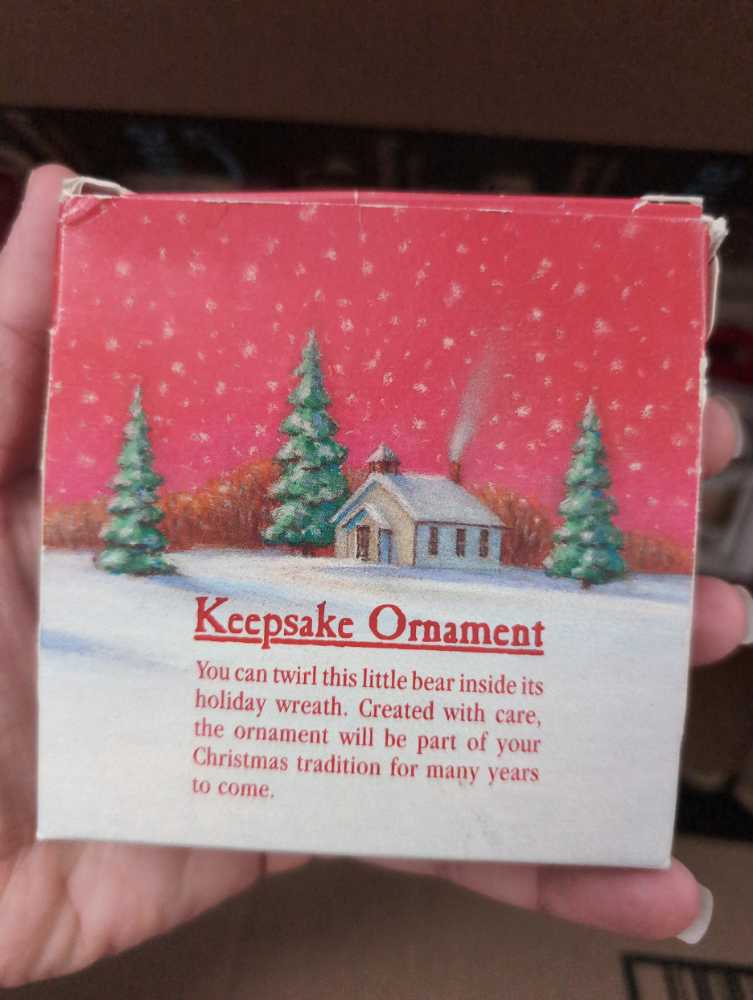 Keepsake Ornament
You can twirl this little bear inside its
holiday wreath. Created with care,
the ornament will be part of your
Christmas tradition for many years
to come.